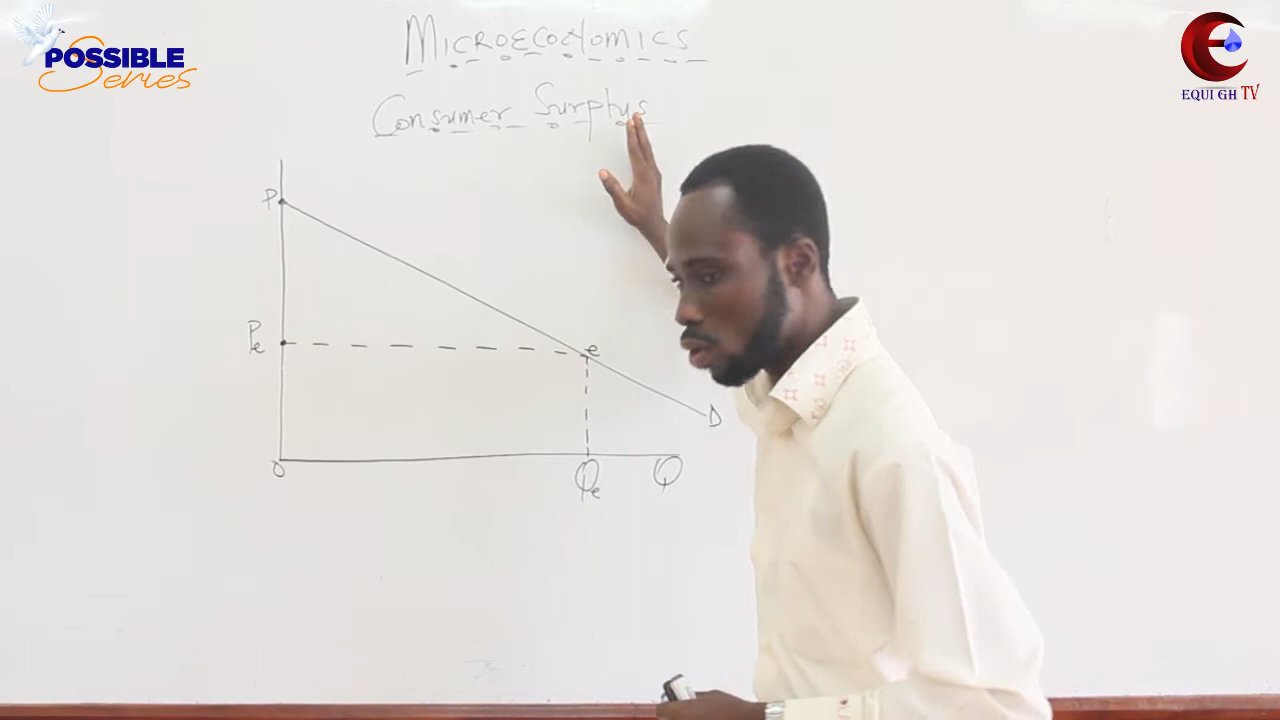 POSSIBLE
Series
EQUI GH TV
MICROECONOMICS
Consumer Surplus
P
Pe
e
D
O
Qe
Q